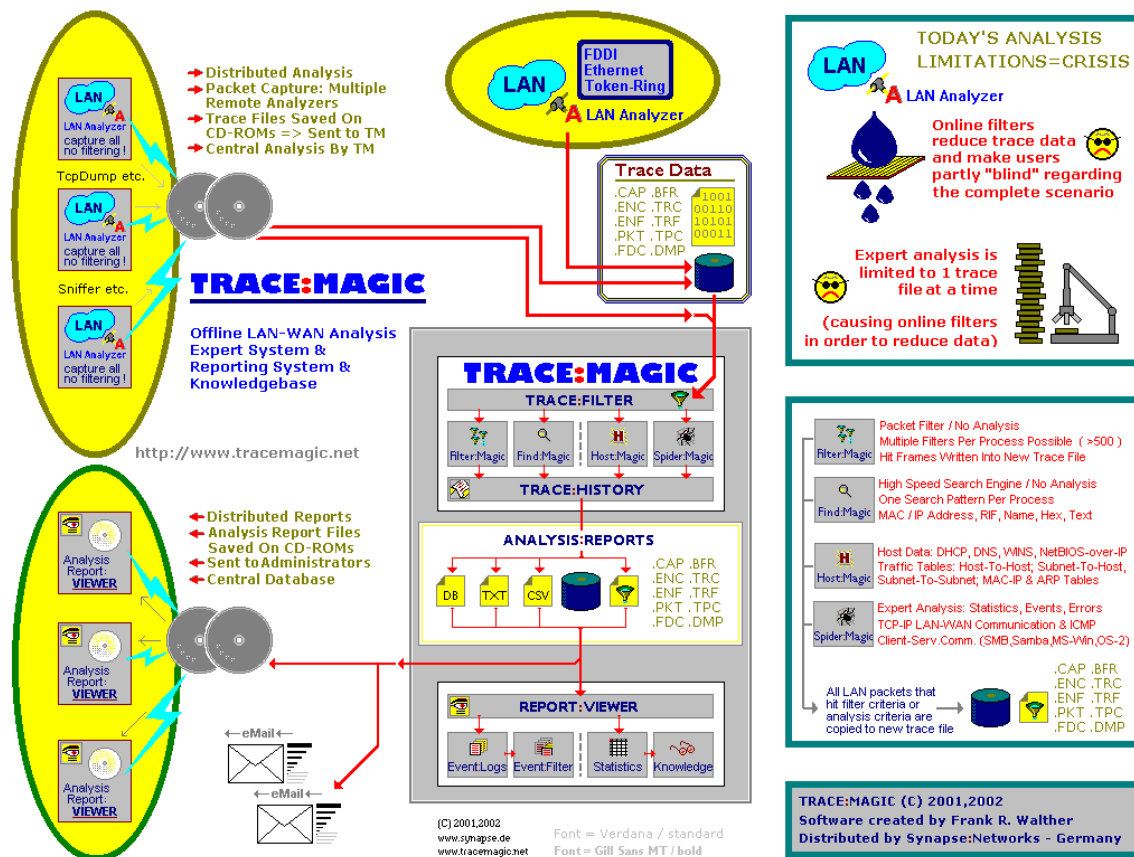 LAN
LAN Analyzer
capture all
no filtering !
TcpDump etc.
LAN
A
LAN Analyzer
capture all
no filtering !
Sniffer etc.
LAN
A
LAN Analyzer
capture all
no filtering !
Distributed Analysis
Packet Capture: Multiple
Remote Analyzers
Trace Files Saved On
CD-ROMs => Sent to TM
Central Analysis By TM
TRACE:MAGIC
Offline LAN-WAN Analysis
Expert System &
Reporting System &
Knowledgebase
http://www.tracemagic.net
LAN
FDDI
Ethernet
Token-Ring
A LAN Analyzer
Trace Data
.CAP .BFR
.ENC .TRC
.ENF .TRF
.PKT .TPC
.FDC .DMP
1001
00110
10101
00011
TRACE:MAGIC
TRACE:FILTER
Filter:Magic
Find:Magic
Host:Magic
Spider:Magic
TRACE:HISTORY
ANALYSIS:REPORTS
DB
TXT
CSV
.CAP .BFR
.ENC .TRC
.ENF .TRF
.PKT .TPC
.FDC .DMP
REPORT:VIEWER
Event:Logs
Event:Filter
Statistics
Knowledge
Distributed Reports
Analysis Report Files
Saved On CD-ROMs
Sent to Administrators
Central Database
Analysis
Report:
VIEWER
Analysis
Report:
VIEWER
Analysis
Report:
VIEWER
eMail
eMail
(C) 2001,2002
www.synapse.de
www.tracemagic.net
Font = Verdana / standard
Font = Gill Sans MT / bold
TODAY'S ANALYSIS
LIMITATIONS=CRISIS
LAN
A LAN Analyzer
Online filters
reduce trace data
and make users
partly "blind" regarding
the complete scenario
Expert analysis is
limited to 1 trace
file at a time
(causing online filters
in order to reduce data)
Filter:Magic
Packet Filter / No Analysis
Multiple Filters Per Process Possible ( >500 )
Hit Frames Written Into New Trace File
Find:Magic
High Speed Search Engine / No Analysis
One Search Pattern Per Process
MAC / IP Address, RIF, Name, Hex, Text
Host:Magic
Host Data: DHCP, DNS, WINS, NetBIOS-over-IP
Traffic Tables: Host-To-Host; Subnet-To-Host,
Subnet-To-Subnet; MAC-IP & ARP Tables
Spider:Magic
Expert Analysis: Statistics, Events, Errors
TCP-IP LAN-WAN Communication & ICMP
Client-Serv.Comm. (SMB,Samba,MS-Win,OS-2)
All LAN packets that
hit filter criteria or
analysis criteria are
copied to new trace file
.CAP .BFR
.ENC .TRC
.ENF .TRF
.PKT .TPC
.FDC .DMP
TRACE:MAGIC (C) 2001,2002
Software created by Frank R. Walther
Distributed by Synapse:Networks - Germany